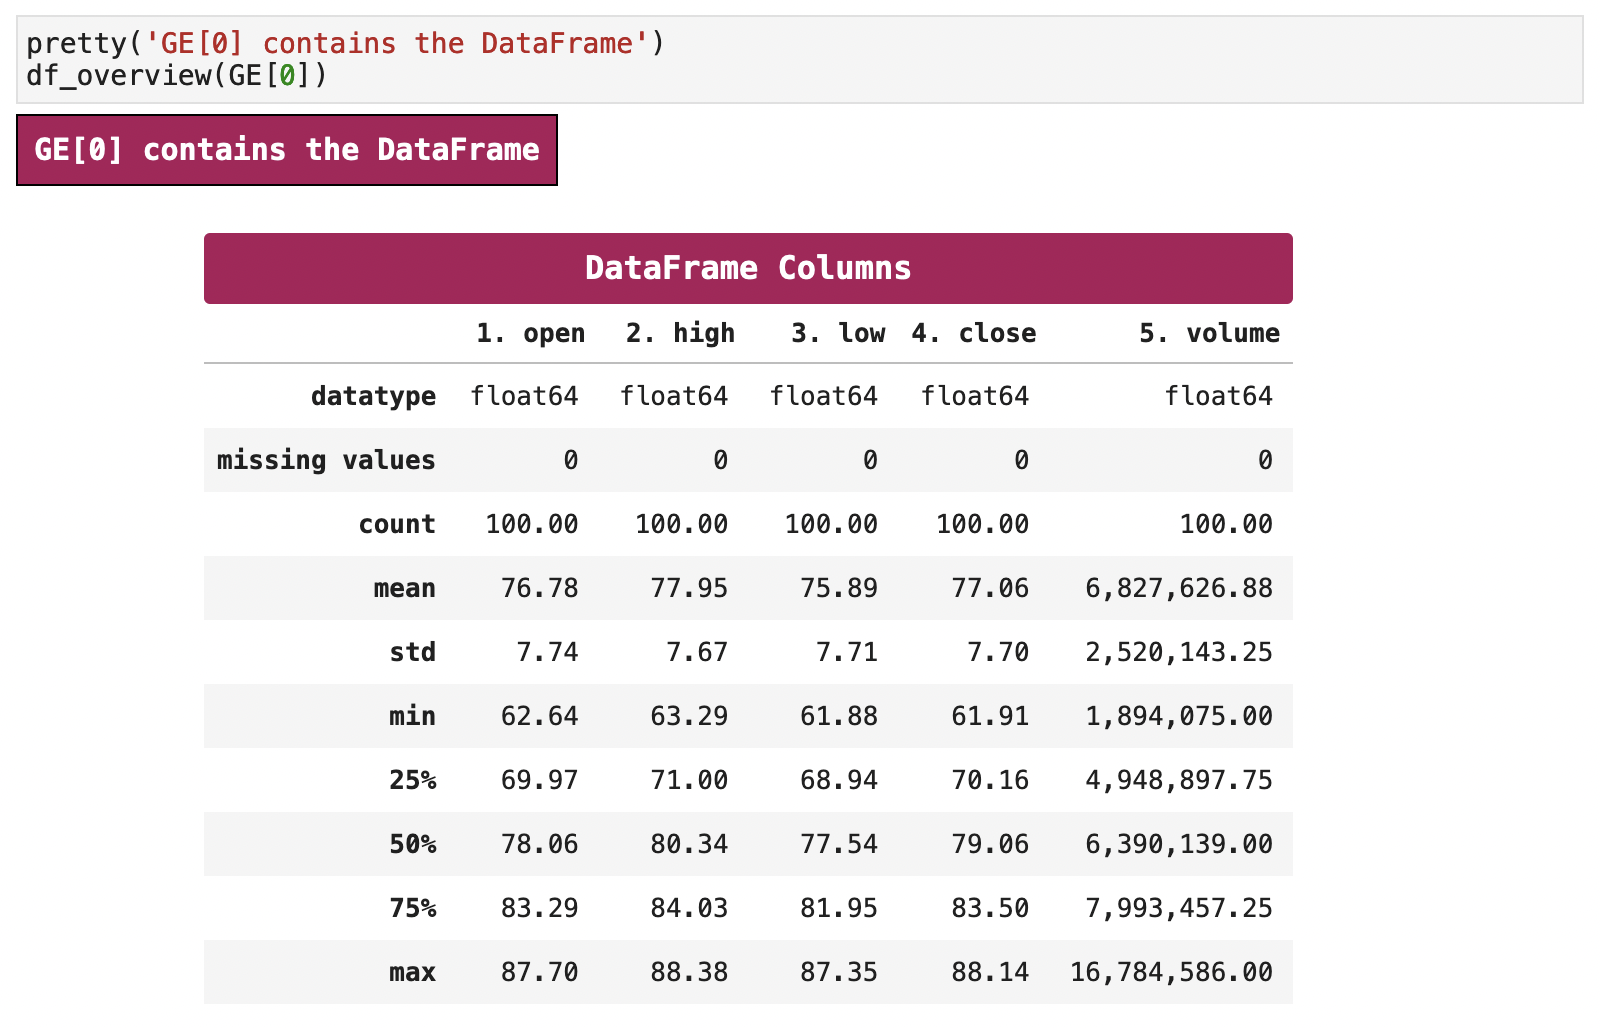 pretty('GE[0] contains the DataFrame')
df_overview(GE[0])
GE[0] contains the DataFrame
DataFrame Columns
1. open 2. high 3. low 4. close 5. volume
datatype float64 float64 float64 float64 float64
missing values 0 0 0 0 0
count 100.00 100.00 100.00 100.00 100.00
mean 76.78 77.95 75.89 77.06 6,827,626.88
std 7.74 7.67 7.71 7.70 2,520,143.25
min 62.64 63.29 61.88 61.91 1,894,075.00
25% 69.97 71.00 68.94 70.16 4,948,897.75
50% 78.06 80.34 77.54 79.06 6,390,139.00
75% 83.29 84.03 81.95 83.50 7,993,457.25
max 87.70 88.38 87.35 88.14 16,784,586.00